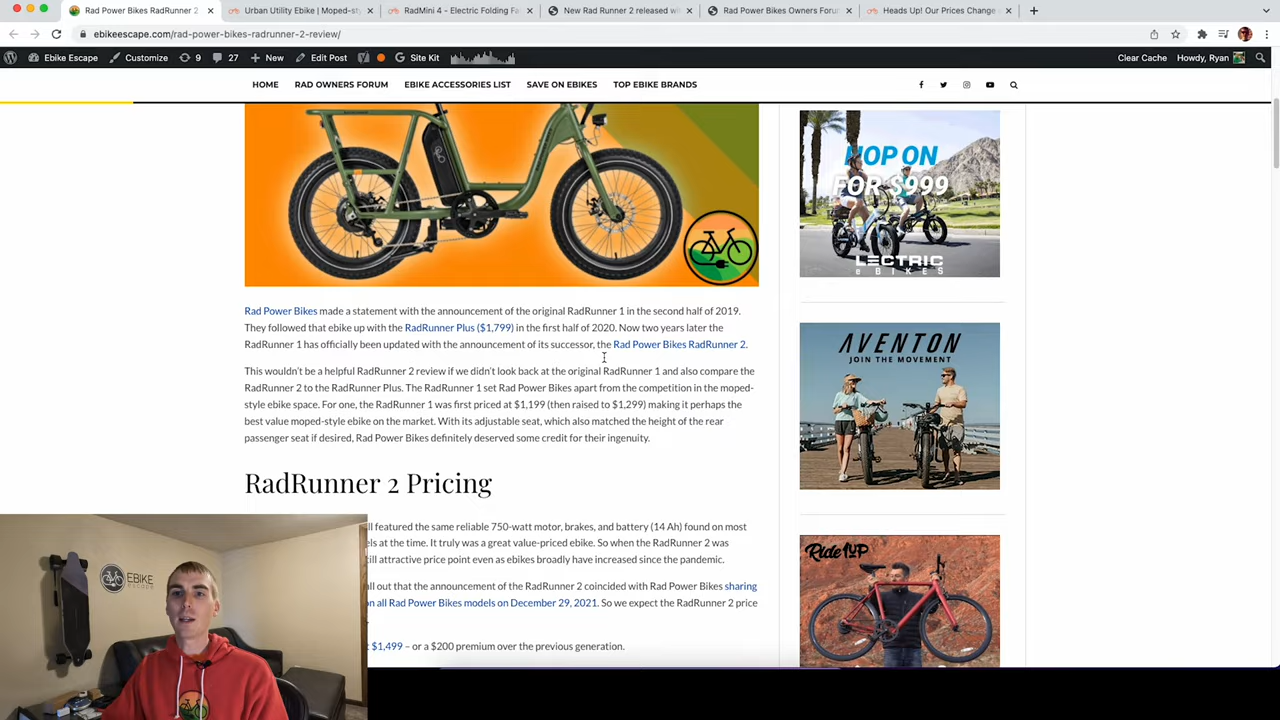 Rad Power Bikes RadRunner 2
Urban Utility Ebike | Moped-st
RadMini 4 - Electric Folding Fa
New Rad Runner 2 released wi
Rad Power Bikes Owners Forum
Heads Up! Our Prices Change
ebikeescape.com/rad-power-bikes-radrunner-2-review/
Ebike Escape Customize 9 27 New Edit Post Site Kit Clear Cache Howdy, Ryan
HOME RAD OWNERS FORUM EBIKE ACCESSORIES LIST SAVE ON EBIKES TOP EBIKE BRANDS
Rad Power Bikes made a statement with the announcement of the original RadRunner 1 in the second half of 2019.
They followed that ebike up with the RadRunner Plus ($1,799) in the first half of 2020. Now two years later the
RadRunner 1 has officially been updated with the announcement of its successor, the Rad Power Bikes RadRunner 2.
This wouldn't be a helpful RadRunner 2 review if we didn't look back at the original RadRunner 1 and also compare the
RadRunner 2 to the RadRunner Plus. The RadRunner 1 set Rad Power Bikes apart from the competition in the moped-
style ebike space. For one, the RadRunner 1 was first priced at $1,199 (then raised to $1,299) making it perhaps the
best value moped-style ebike on the market. With its adjustable seat, which also matched the height of the rear
passenger seat if desired, Rad Power Bikes definitely deserved some credit for their ingenuity.
RadRunner 2 Pricing
ll featured the same reliable 750-watt motor, brakes, and battery (14 Ah) found on most
els at the time. It truly was a great value-priced ebike. So when the RadRunner 2 was
till attractive price point even as ebikes broadly have increased since the pandemic.
all out that the announcement of the RadRunner 2 coincided with Rad Power Bikes sharing
on all Rad Power Bikes models on December 29, 2021. So we expect the RadRunner 2 price
t $1,499 – or a $200 premium over the previous generation.
HOP ON
FOR $999
LECTRIC
eBIKES
AVENTON
JOIN THE MOVEMENT
Ride1UP
EBIKE
ESCAPE